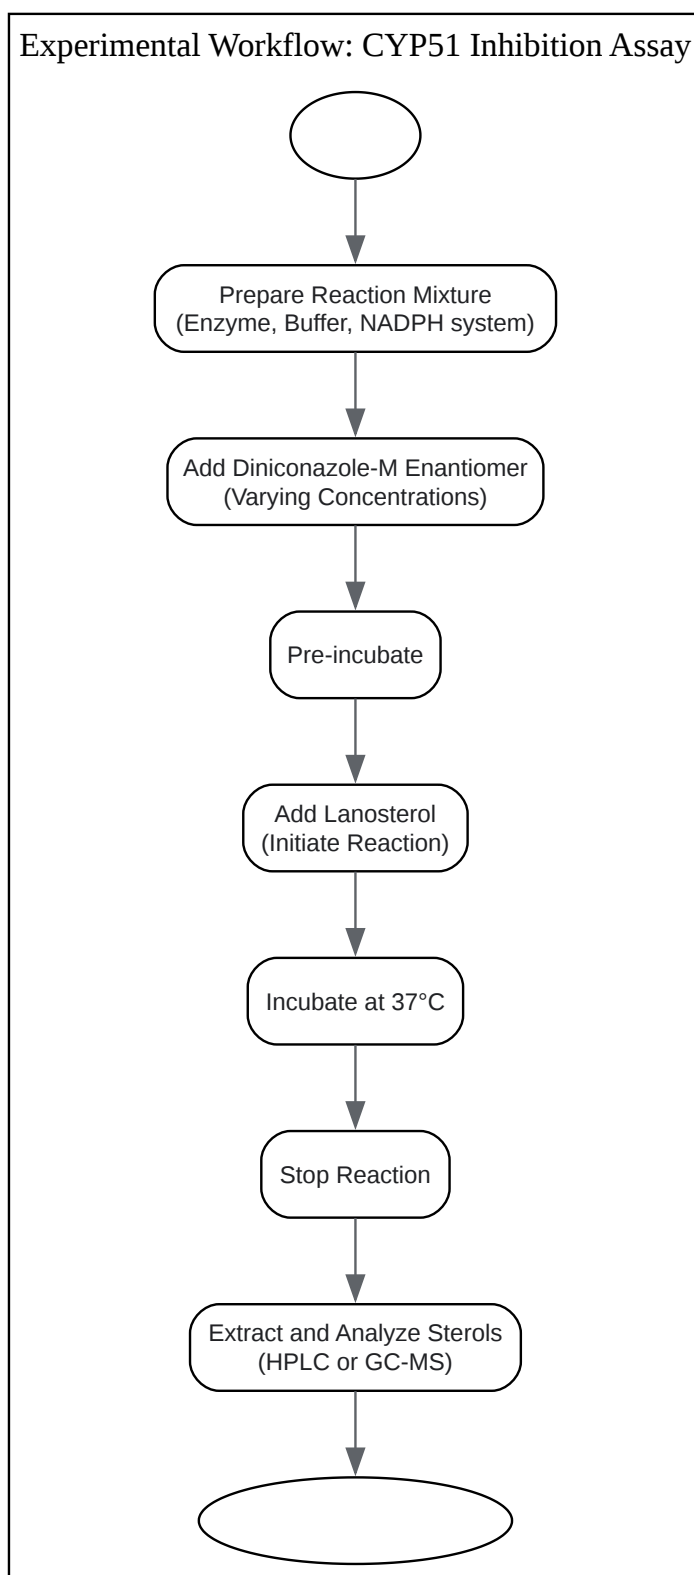 Experimental Workflow: CYP51 Inhibition Assay
Prepare Reaction Mixture
(Enzyme, Buffer, NADPH system)
Add Diniconazole-M Enantiomer
(Varying Concentrations)
Pre-incubate
Add Lanosterol
(Initiate Reaction)
Incubate at 37°C
Stop Reaction
Extract and Analyze Sterols
(HPLC or GC-MS)